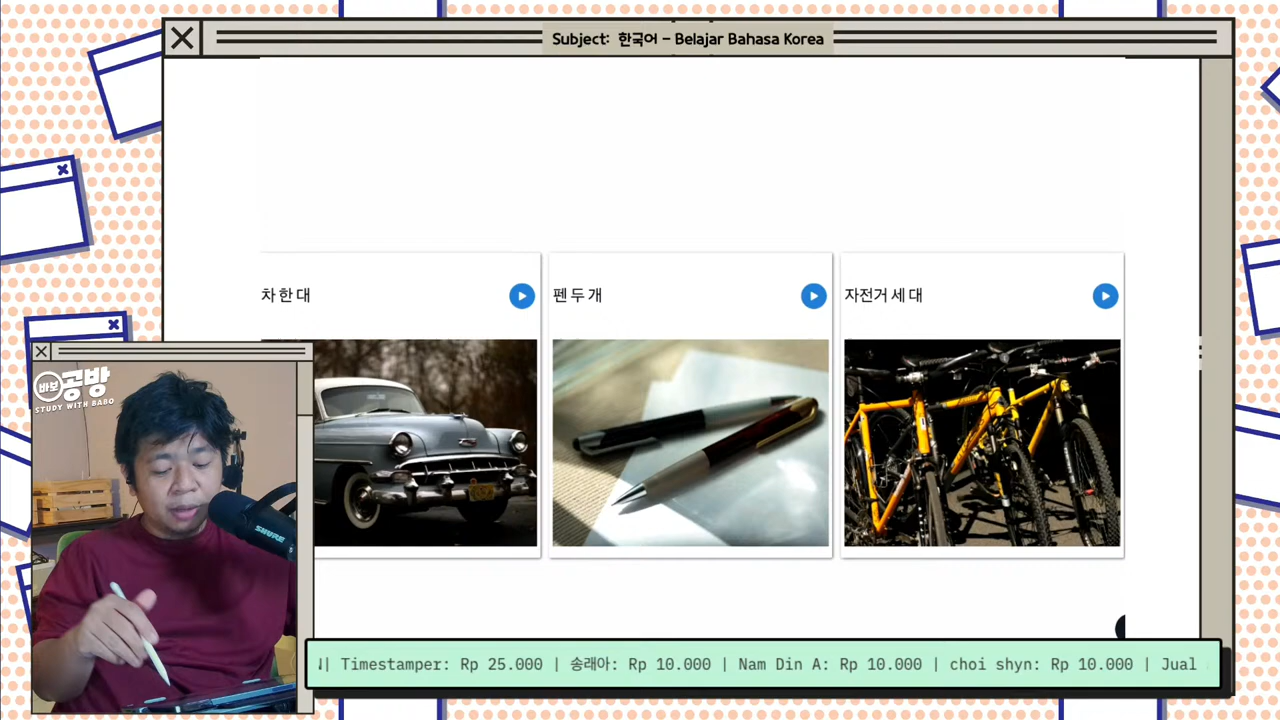 Subject: 한국어 - Belajar Bahasa Korea
차 한 대
펜 두 개
자전거 세 대
바보 공방
STUDY WITH BABO
SHURE
| Timestamper: Rp 25.000 | 송래아: Rp 10.000 | Nam Din A: Rp 10.000 | choi shyn: Rp 10.000 | Jual